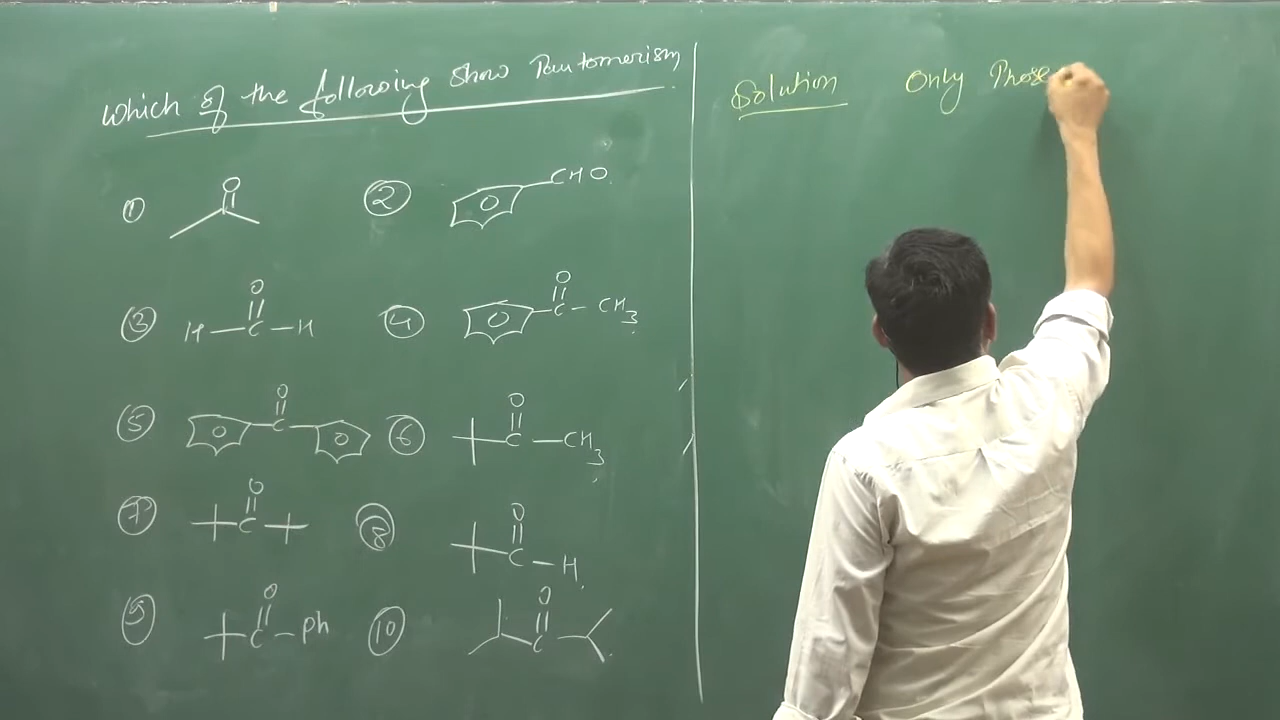 Which of the following show Tautomerism
Solution Only Those
① O
② O CHO
③ H C H O
④ O C O CH3
⑤ O C O O
⑥ C O CH3
⑦ C O
⑧ C O H
⑨ C O Ph
⑩ C O